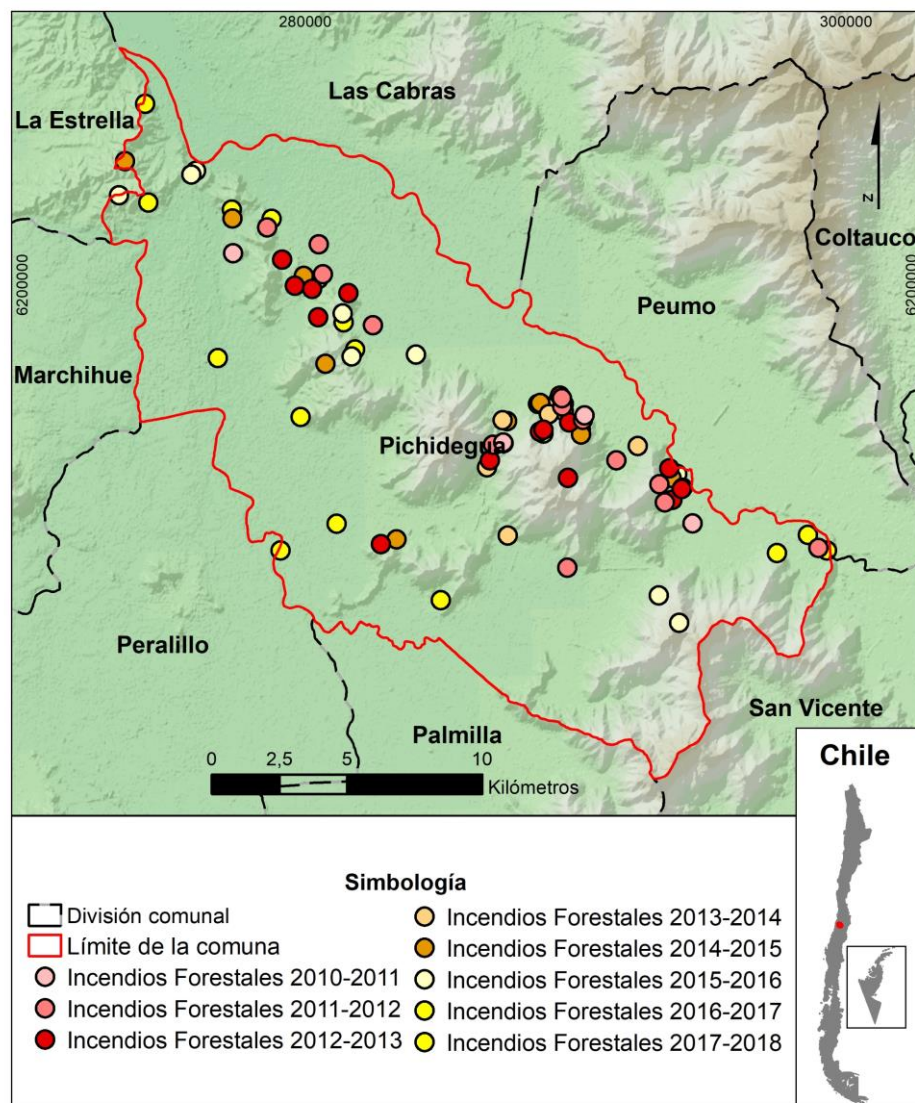 280000
300000
Las Cabras
La Estrella
N
Coltauco
6200000
6200000
Peumo
Marchihue
Pichidegua
Peralillo
San Vicente
Palmilla
0 2,5 5 10
Kilómetros
Chile
Simbología
División comunal
Límite de la comuna
Incendios Forestales 2010-2011
Incendios Forestales 2011-2012
Incendios Forestales 2012-2013
Incendios Forestales 2013-2014
Incendios Forestales 2014-2015
Incendios Forestales 2015-2016
Incendios Forestales 2016-2017
Incendios Forestales 2017-2018